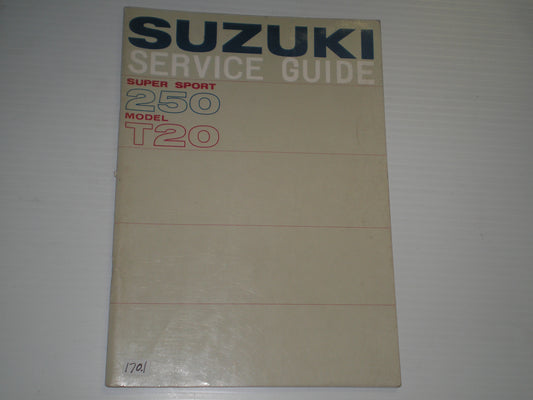 SUZUKI
SERVICE GUIDE
SUPER SPORT
250
MODEL
T20
1701